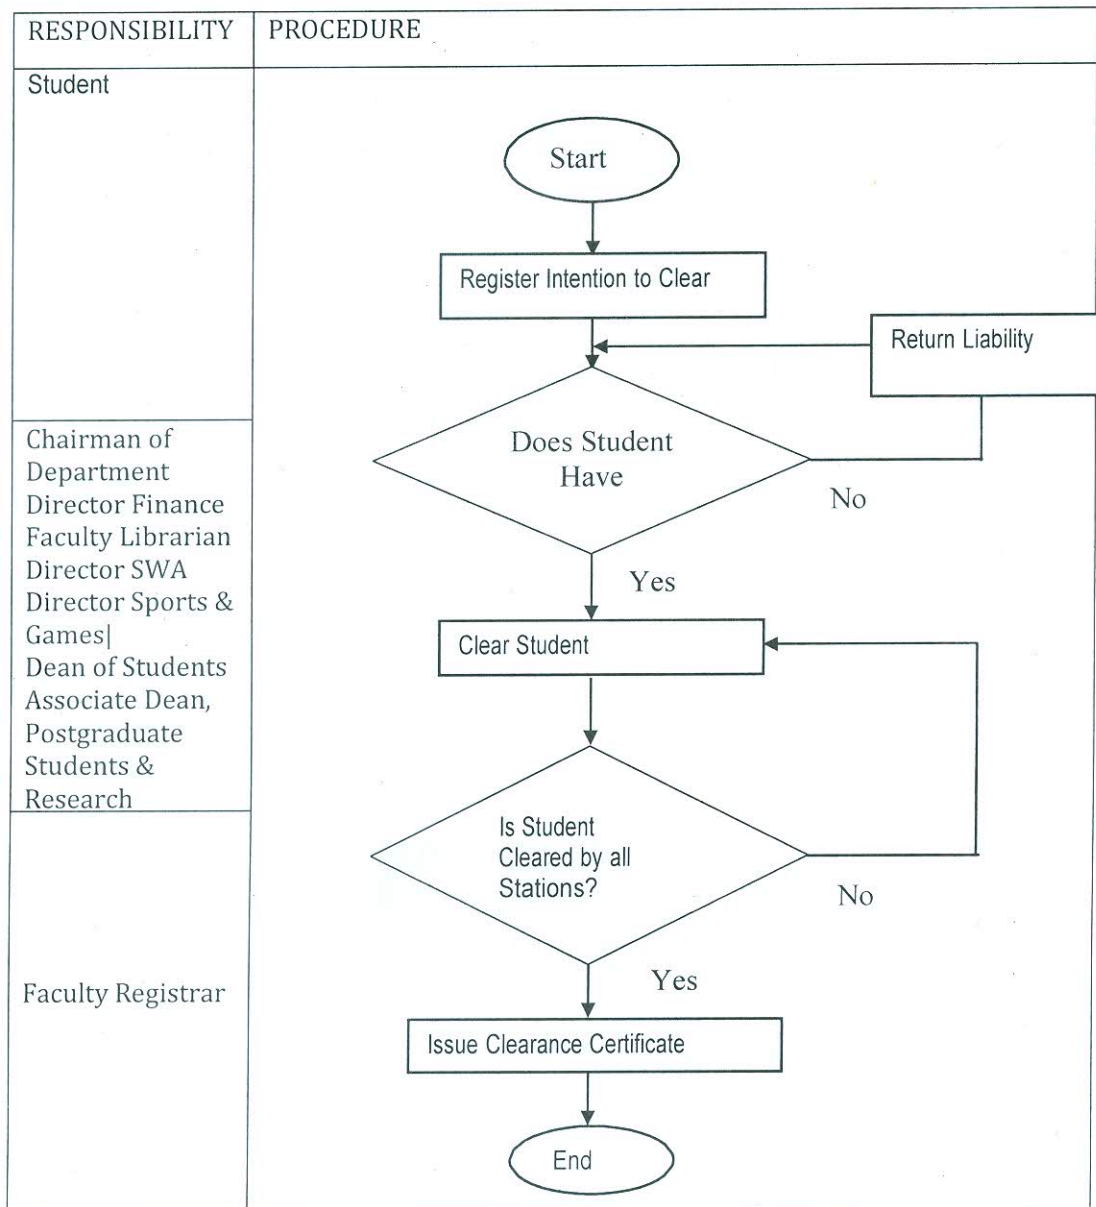 RESPONSIBILITY
PROCEDURE
Student
Start
Register Intention to Clear
Return Liability
Chairman of
Department
Director Finance
Faculty Librarian
Director SWA
Director Sports &
Games|
Dean of Students
Associate Dean,
Postgraduate
Students &
Research
Does Student
Have
No
Yes
Clear Student
Is Student
Cleared by all
Stations?
No
Yes
Faculty Registrar
Issue Clearance Certificate
End